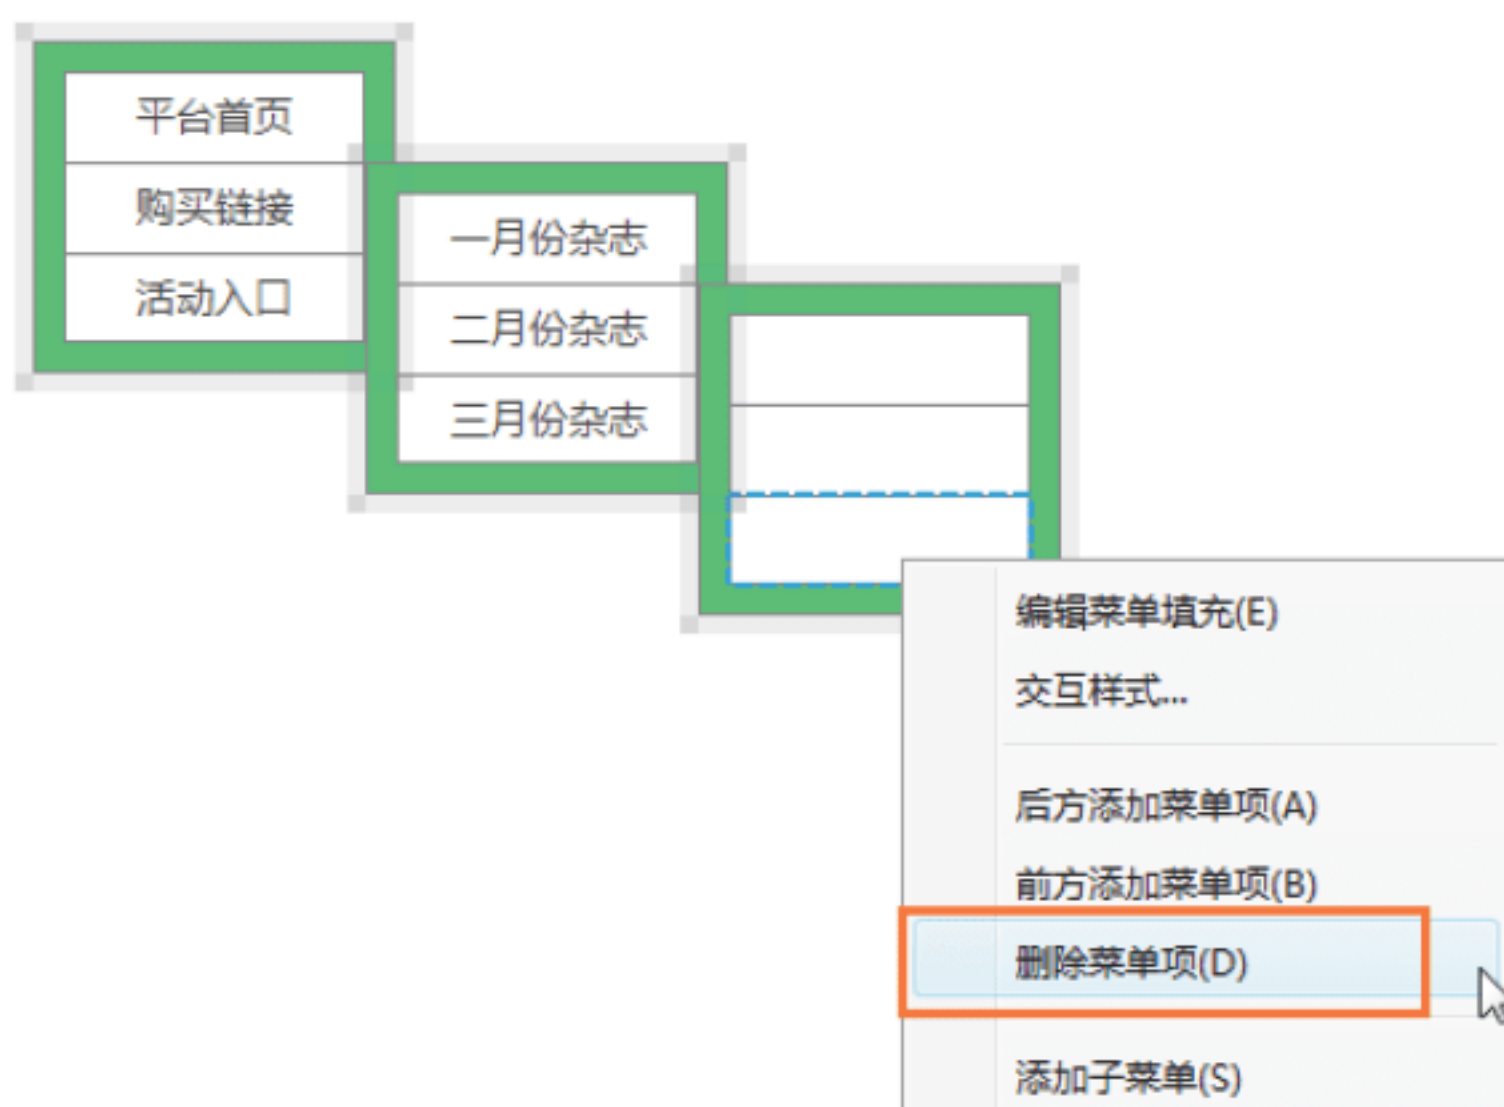 平台首页
购买链接
活动入口
一月份杂志
二月份杂志
三月份杂志
编辑菜单填充(E)
交互样式...
后方添加菜单项(A)
前方添加菜单项(B)
删除菜单项(D)
添加子菜单(S)